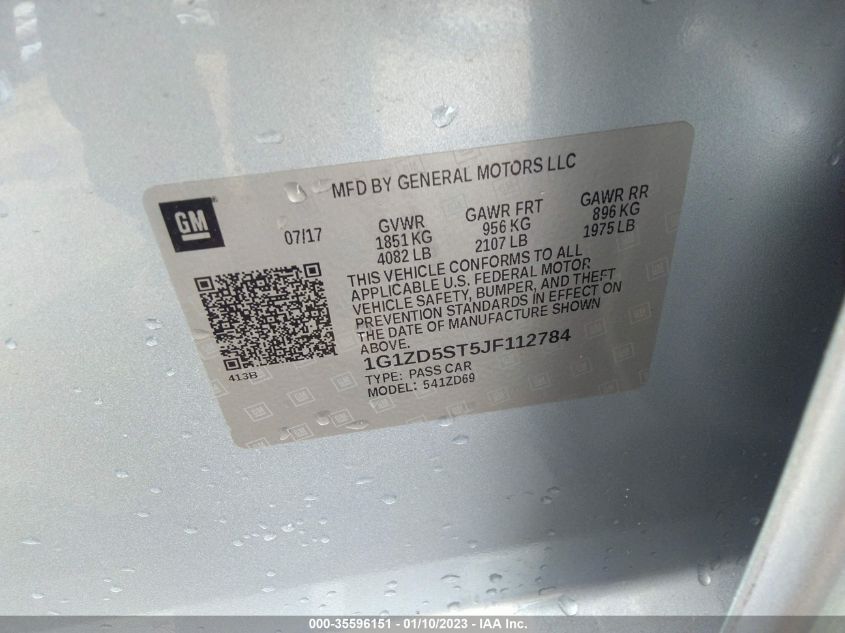 MFD BY GENERAL MOTORS LLC
GM
07/17
GVWR
1851 KG
4082 LB
GAWR FRT
956 KG
2107 LB
GAWR RR
896 KG
1975 LB
THIS VEHICLE CONFORMS TO ALL
APPLICABLE U.S. FEDERAL MOTOR
VEHICLE SAFETY, BUMPER, AND THEFT
PREVENTION STANDARDS IN EFFECT ON
THE DATE OF MANUFACTURE SHOWN
ABOVE.
413B
1G1ZD5ST5JF112784
TYPE: PASS CAR
MODEL: 541ZD69
000-35596151 - 01/10/2023 - IAA Inc.